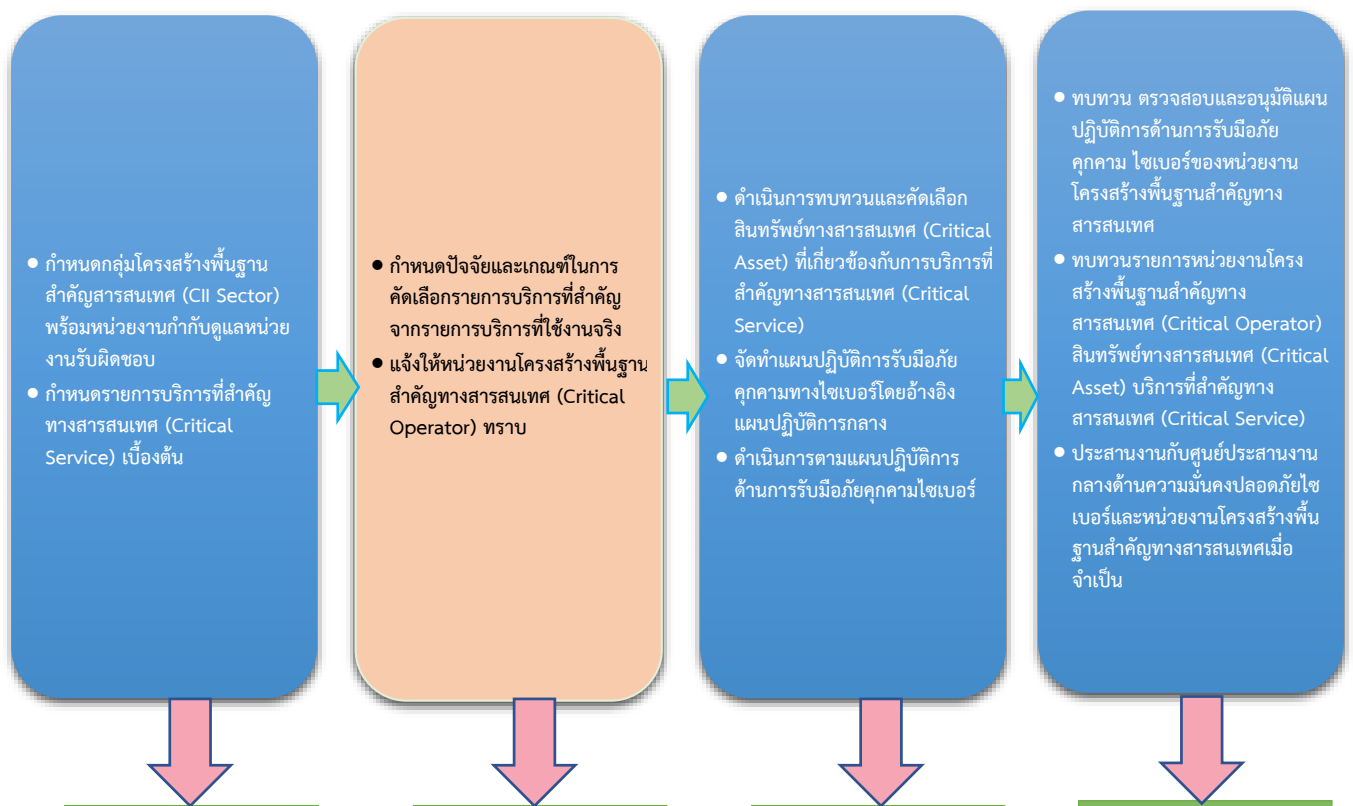 ● กำหนดกลุ่มโครงสร้างพื้นฐาน
สำคัญสารสนเทศ (CII Sector)
พร้อมหน่วยงานกำกับดูแลหน่วย
งานรับผิดชอบ
● กำหนดรายการบริการที่สำคัญ
ทางสารสนเทศ (Critical
Service) เบื้องต้น
● กำหนดปัจจัยและเกณฑ์ในการ
คัดเลือกรายการบริการที่สำคัญ
จากรายการบริการที่ใช้งานจริง
● แจ้งให้หน่วยงานโครงสร้างพื้นฐาน
สำคัญทางสารสนเทศ (Critical
Operator) ทราบ
● ดำเนินการทบทวนและคัดเลือก
สินทรัพย์ทางสารสนเทศ (Critical
Asset) ที่เกี่ยวข้องกับการบริการที่
สำคัญทางสารสนเทศ (Critical
Service)
● จัดทำแผนปฏิบัติการรับมือภัย
คุกคามทางไซเบอร์โดยอ้างอิง
แผนปฏิบัติการกลาง
● ดำเนินการตามแผนปฏิบัติการ
ด้านการรับมือภัยคุกคามไซเบอร์
● ทบทวน ตรวจสอบและอนุมัติแผน
ปฏิบัติการด้านการรับมือภัย
คุกคาม ไซเบอร์ของหน่วยงาน
โครงสร้างพื้นฐานสำคัญทาง
สารสนเทศ
● ทบทวนรายการหน่วยงานโครง
สร้างพื้นฐานสำคัญทาง
สารสนเทศ (Critical Operator)
สินทรัพย์ทางสารสนเทศ (Critical
Asset) บริการที่สำคัญทาง
สารสนเทศ (Critical Service)
● ประสานงานกับศูนย์ประสานงาน
กลางด้านความมั่นคงปลอดภัยไซ
เบอร์และหน่วยงานโครงสร้างพื้น
ฐานสำคัญทางสารสนเทศเมื่อ
จำเป็น